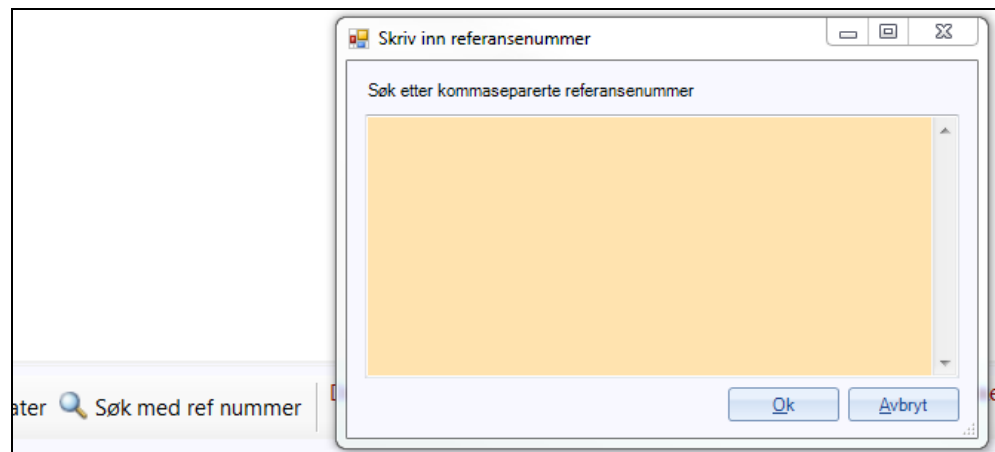 Skriv inn referansenummer
Søk etter kommaseparerte referansenummer
Ok Avbryt
ater Søk med ref nummer